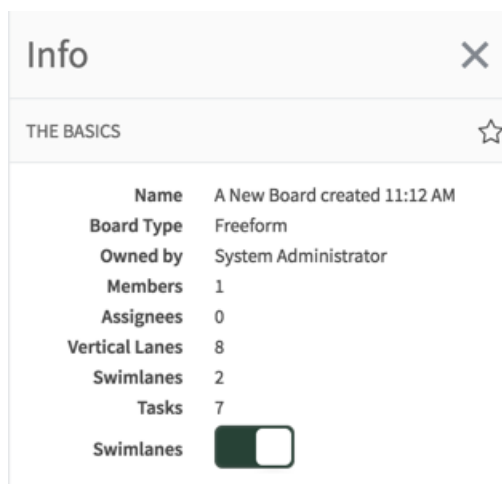 Info
THE BASICS
Name A New Board created 11:12 AM
Board Type Freeform
Owned by System Administrator
Members 1
Assignees 0
Vertical Lanes 8
Swimlanes 2
Tasks 7
Swimlanes